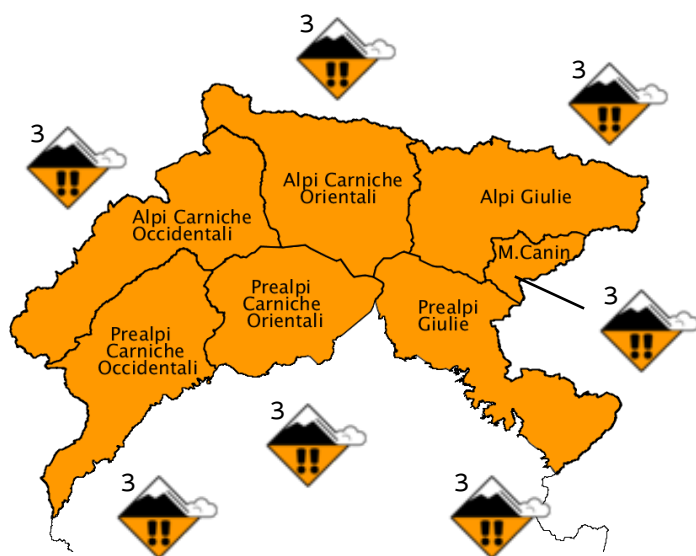 3
3
3
Alpi Carniche
Orientali
Alpi Giulie
Alpi Carniche
Occidentali
M.Canin
Prealpi
Carniche
Orientali
3
Prealpi
Giulie
Prealpi
Carniche
Occidentali
3
3
3